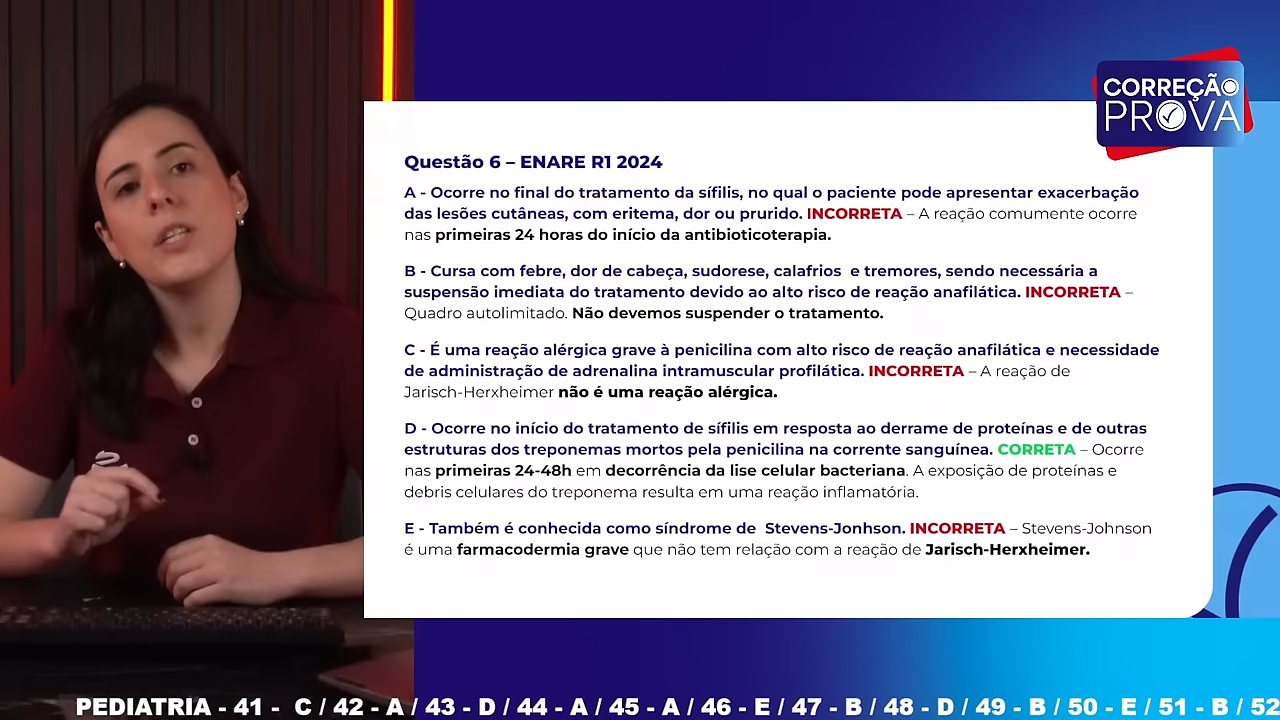 CORREÇÃO
PROVA
Questão 6 – ENARE R1 2024
A - Ocorre no final do tratamento da sífilis, no qual o paciente pode apresentar exacerbação
das lesões cutâneas, com eritema, dor ou prurido. INCORRETA – A reação comumente ocorre
nas primeiras 24 horas do início da antibioticoterapia.
B - Cursa com febre, dor de cabeça, sudorese, calafrios e tremores, sendo necessária a
suspensão imediata do tratamento devido ao alto risco de reação anafilática. INCORRETA –
Quadro autolimitado. Não devemos suspender o tratamento.
C - É uma reação alérgica grave à penicilina com alto risco de reação anafilática e necessidade
de administração de adrenalina intramuscular profilática. INCORRETA – A reação de
Jarisch-Herxheimer não é uma reação alérgica.
D - Ocorre no início do tratamento de sífilis em resposta ao derrame de proteínas e de outras
estruturas dos treponemas mortos pela penicilina na corrente sanguínea. CORRETA – Ocorre
nas primeiras 24-48h em decorrência da lise celular bacteriana. A exposição de proteínas e
debris celulares do treponema resulta em uma reação inflamatória.
E - Também é conhecida como síndrome de Stevens-Jonhson. INCORRETA – Stevens-Johnson
é uma farmacodermia grave que não tem relação com a reação de Jarisch-Herxheimer.
PEDIATRIA - 41 - C / 42 - A / 43 - D / 44 - A / 45 - A / 46 - E / 47 - B / 48 - D / 49 - B / 50 - E / 51 - B / 52